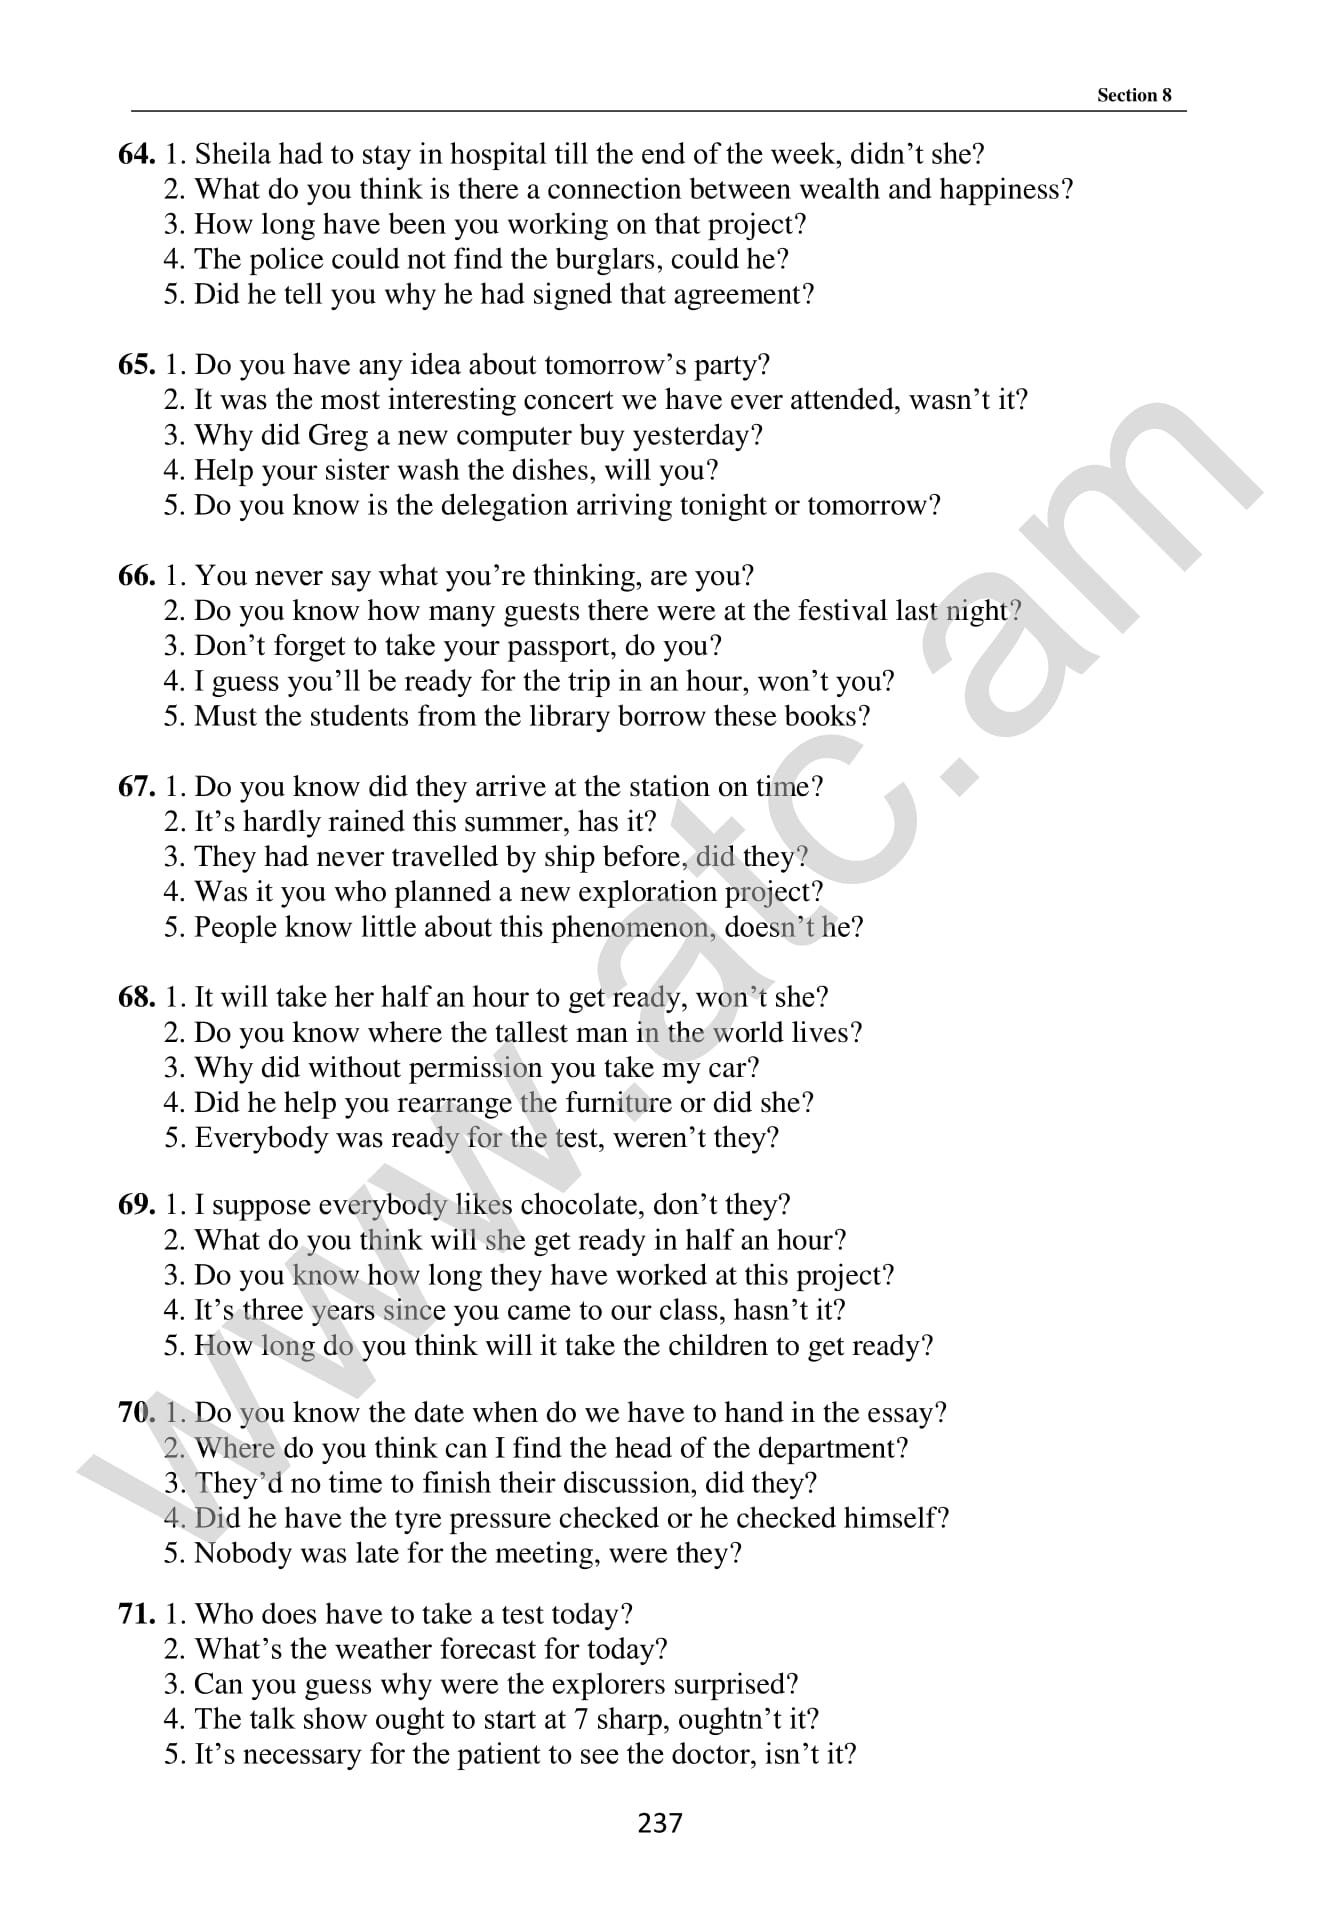 Section 8
64. 1. Sheila had to stay in hospital till the end of the week, didn’t she?
2. What do you think is there a connection between wealth and happiness?
3. How long have been you working on that project?
4. The police could not find the burglars, could he?
5. Did he tell you why he had signed that agreement?
65. 1. Do you have any idea about tomorrow’s party?
2. It was the most interesting concert we have ever attended, wasn’t it?
3. Why did Greg a new computer buy yesterday?
4. Help your sister wash the dishes, will you?
5. Do you know is the delegation arriving tonight or tomorrow?
66. 1. You never say what you’re thinking, are you?
2. Do you know how many guests there were at the festival last night?
3. Don’t forget to take your passport, do you?
4. I guess you’ll be ready for the trip in an hour, won’t you?
5. Must the students from the library borrow these books?
67. 1. Do you know did they arrive at the station on time?
2. It’s hardly rained this summer, has it?
3. They had never travelled by ship before, did they?
4. Was it you who planned a new exploration project?
5. People know little about this phenomenon, doesn’t he?
68. 1. It will take her half an hour to get ready, won’t she?
2. Do you know where the tallest man in the world lives?
3. Why did without permission you take my car?
4. Did he help you rearrange the furniture or did she?
5. Everybody was ready for the test, weren’t they?
69. 1. I suppose everybody likes chocolate, don’t they?
2. What do you think will she get ready in half an hour?
3. Do you know how long they have worked at this project?
4. It’s three years since you came to our class, hasn’t it?
5. How long do you think will it take the children to get ready?
70. 1. Do you know the date when do we have to hand in the essay?
2. Where do you think can I find the head of the department?
3. They’d no time to finish their discussion, did they?
4. Did he have the tyre pressure checked or he checked himself?
5. Nobody was late for the meeting, were they?
71. 1. Who does have to take a test today?
2. What’s the weather forecast for today?
3. Can you guess why were the explorers surprised?
4. The talk show ought to start at 7 sharp, oughtn’t it?
5. It’s necessary for the patient to see the doctor, isn’t it?
237
www.atc.am